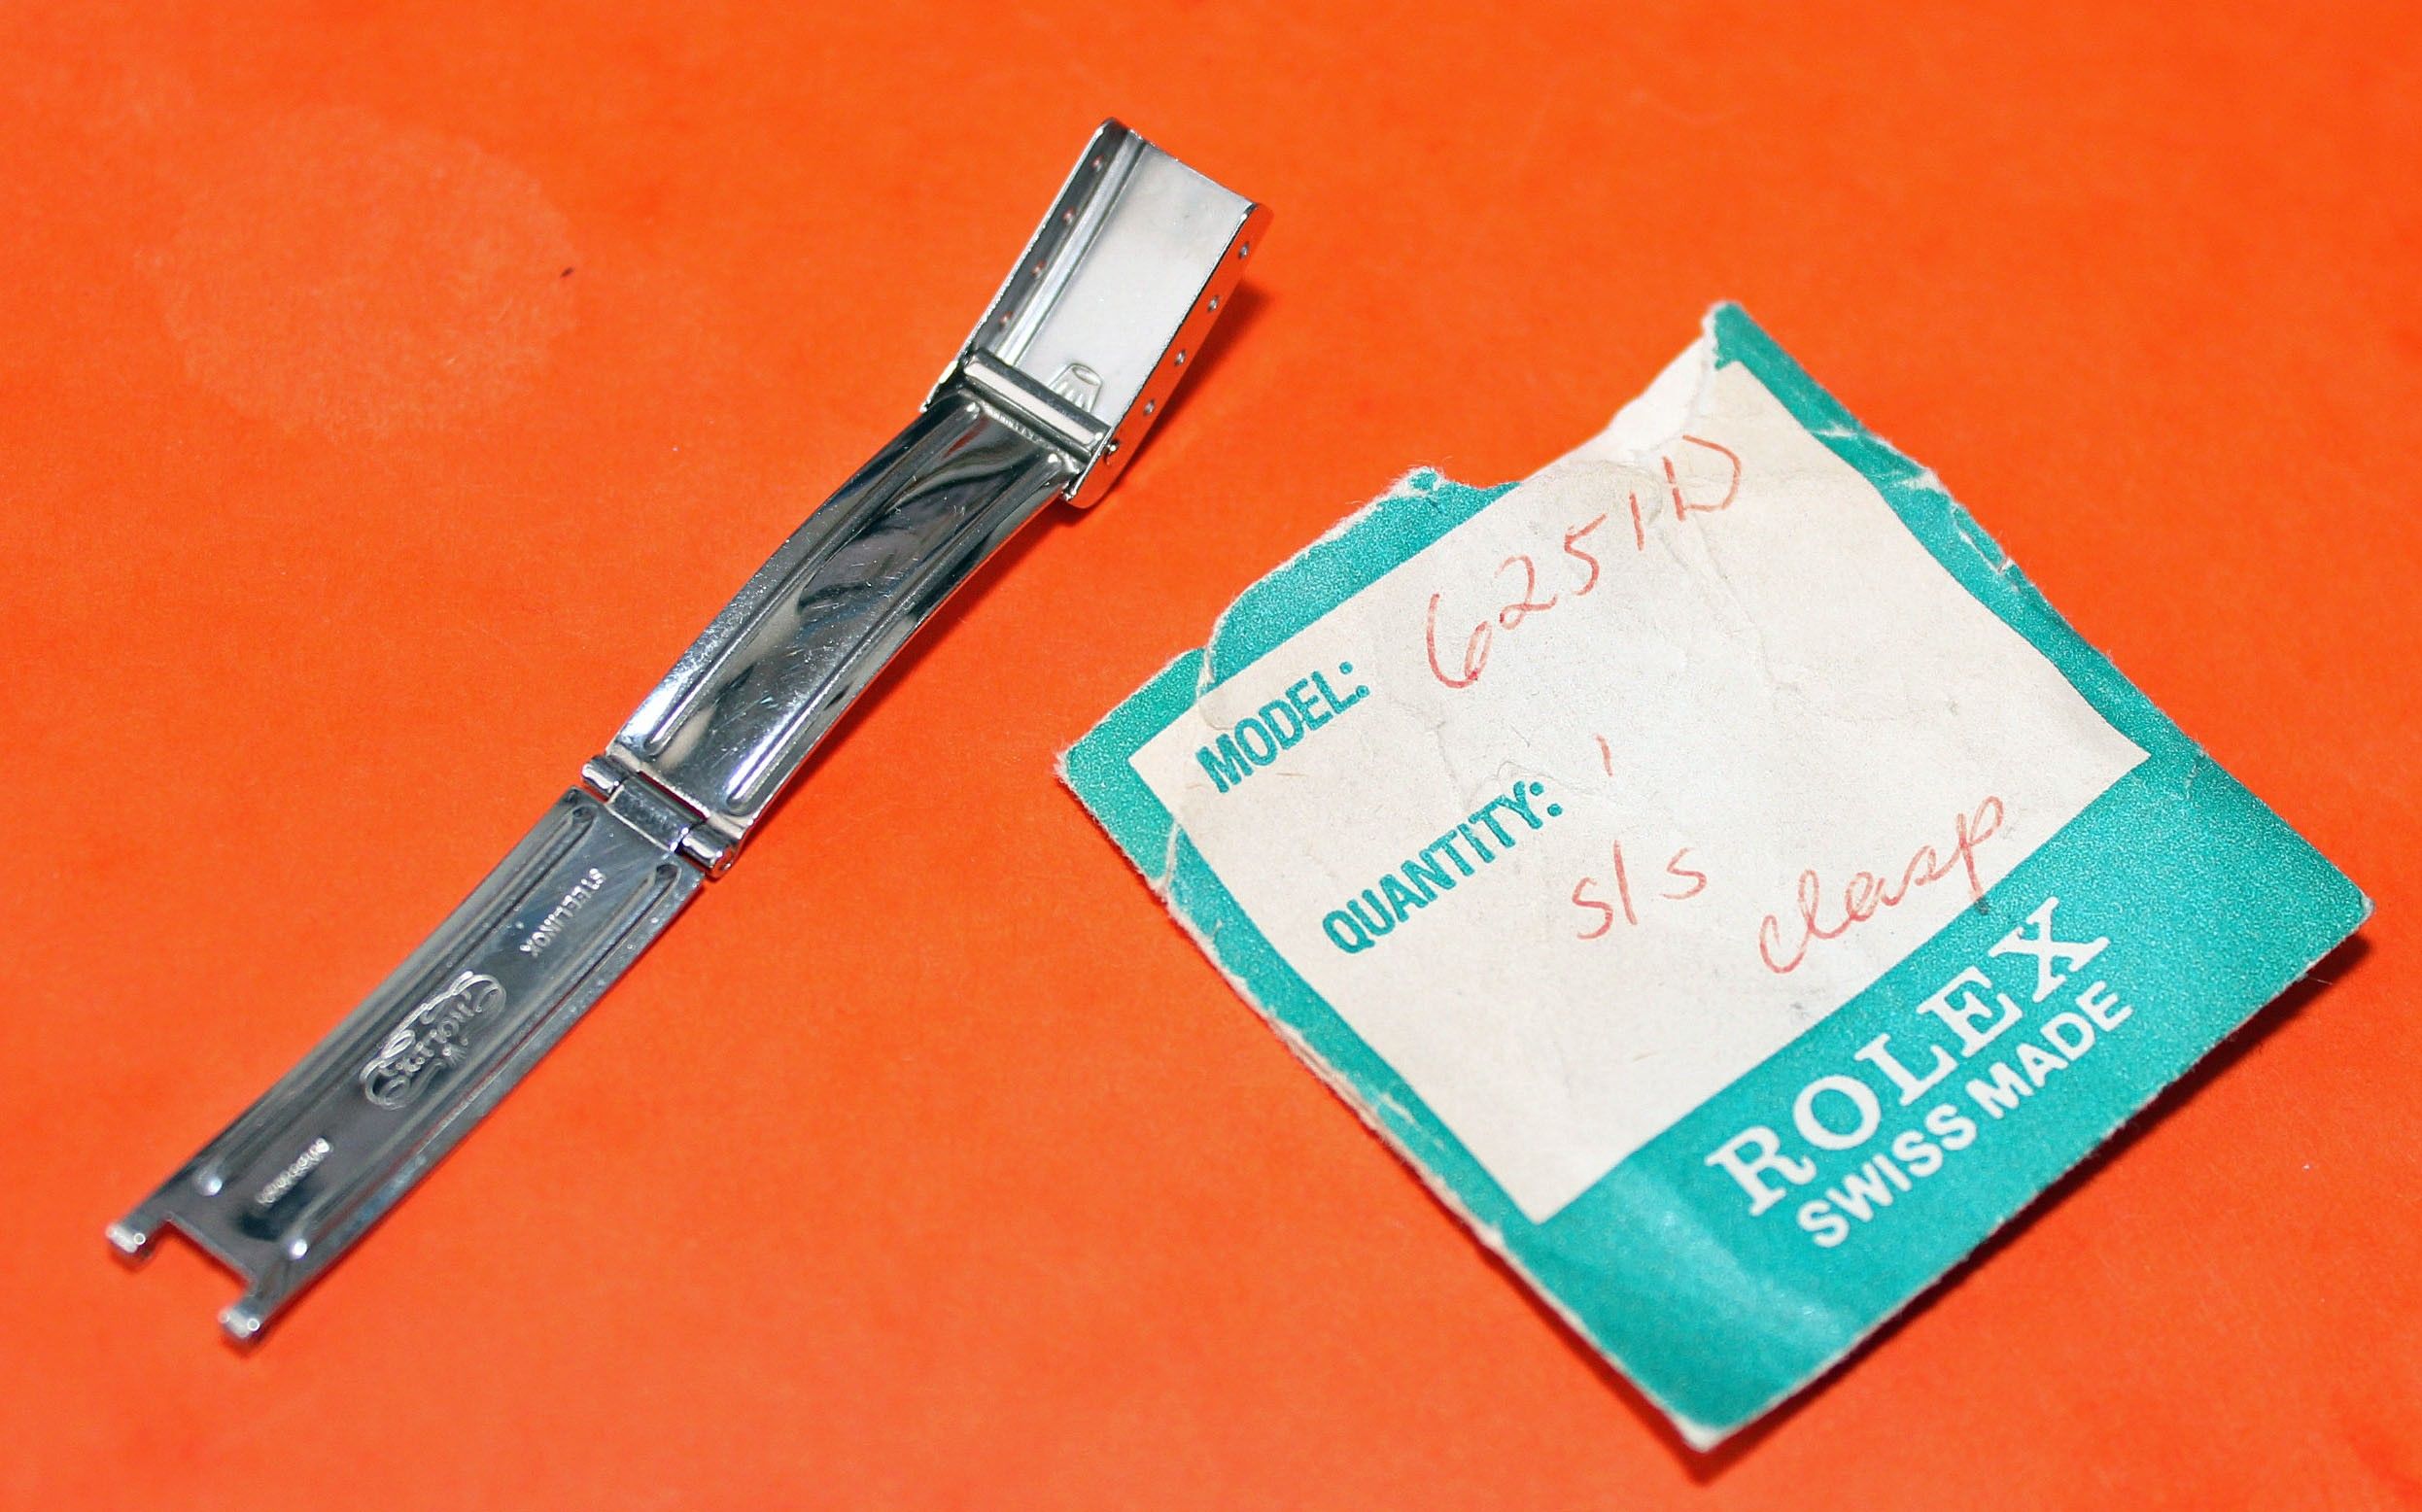 STEELINOX
MODEL: 6251D
QUANTITY: 1
s/s clasp
ROLEX
SWISS MADE